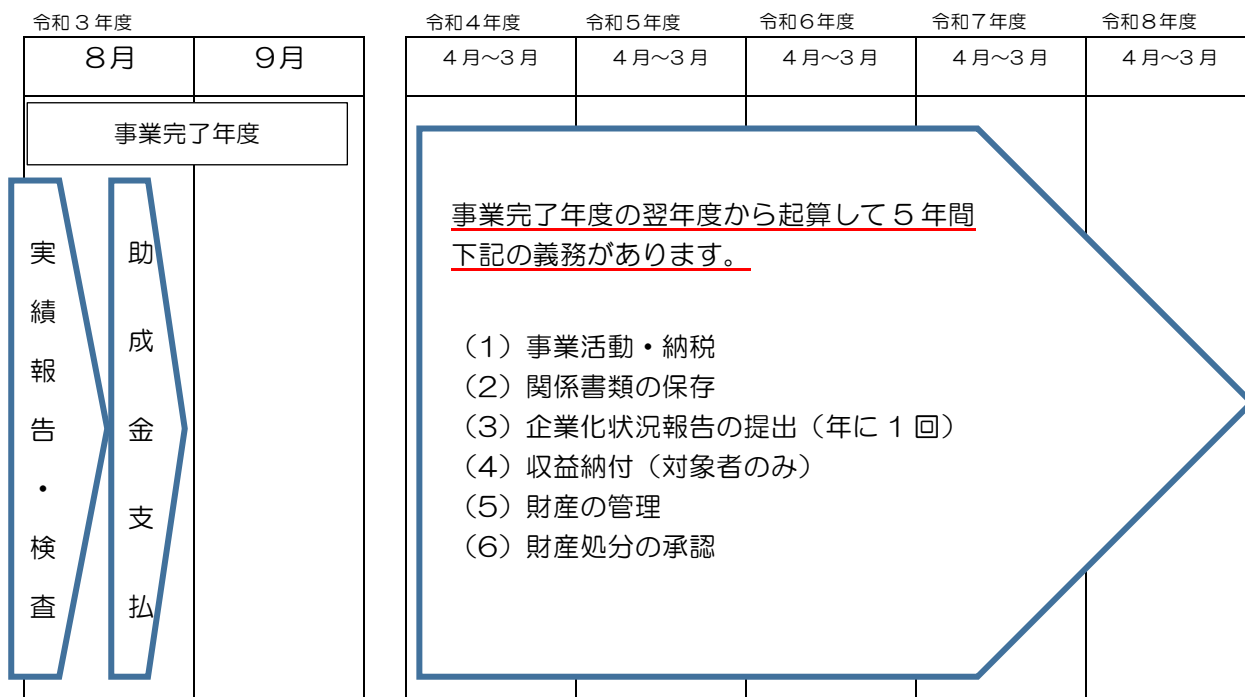 令和3年度
8月
9月
令和4年度
令和5年度
令和6年度
令和7年度
令和8年度
4月～3月
4月～3月
4月～3月
4月～3月
4月～3月
事業完了年度
実績報告・検査
助成金支払
事業完了年度の翌年度から起算して5年間
下記の義務があります。
（1）事業活動・納税
（2）関係書類の保存
（3）企業化状況報告の提出（年に1回）
（4）収益納付（対象者のみ）
（5）財産の管理
（6）財産処分の承認